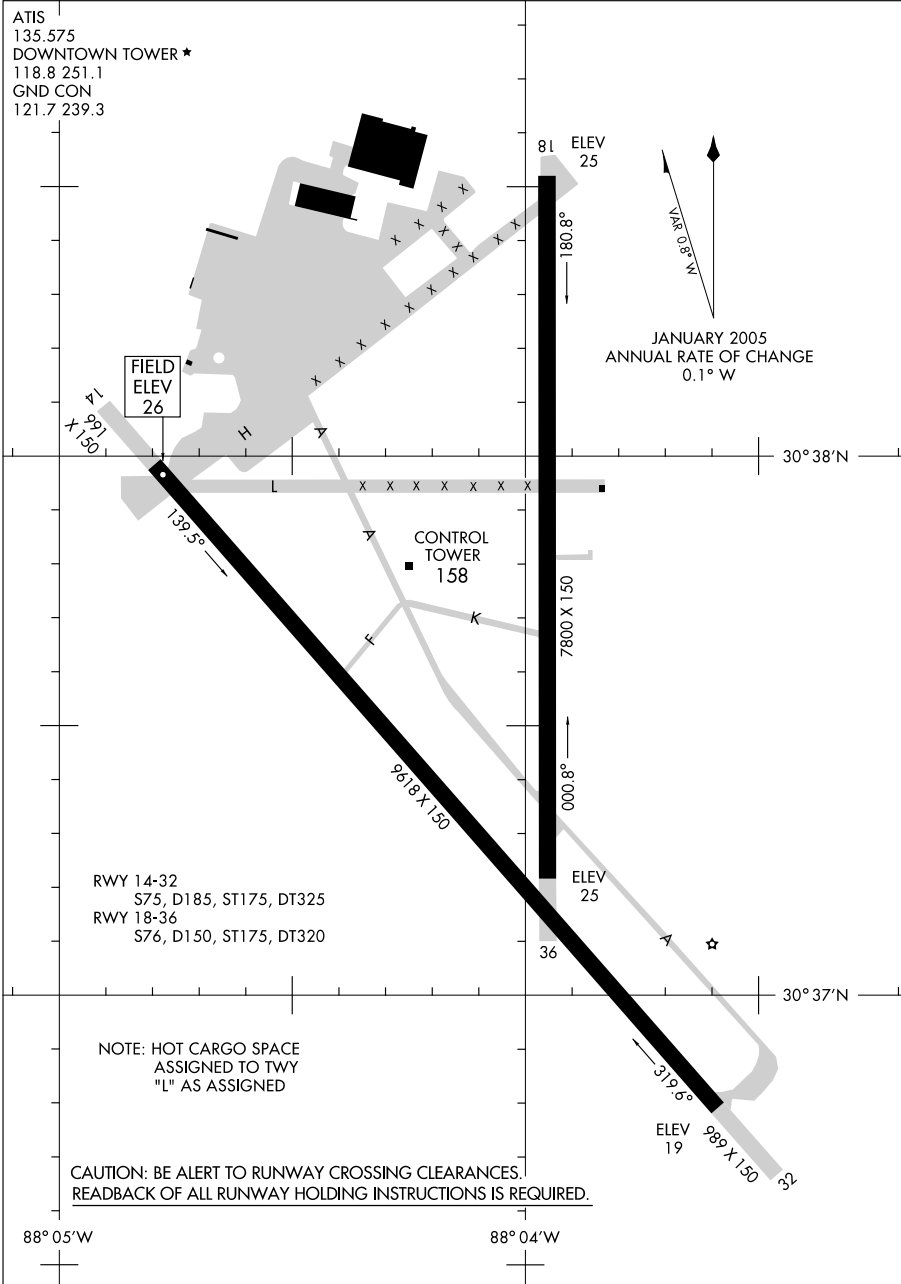 ATIS
135.575
DOWNTOWN TOWER ★
118.8 251.1
GND CON
121.7 239.3
18
ELEV
25
180.8°
VAR 0.8° W
JANUARY 2005
ANNUAL RATE OF CHANGE
0.1° W
FIELD
ELEV
26
14
991
X 150
H
A
30° 38'N
L
X X X X X X X
139.5°
A
CONTROL
TOWER
158
7800 X 150
F
K
9618 X 150
000.8°
RWY 14-32
S75, D185, ST175, DT325
RWY 18-36
S76, D150, ST175, DT320
ELEV
25
A
36
30° 37'N
NOTE: HOT CARGO SPACE
ASSIGNED TO TWY
"L" AS ASSIGNED
319.6°
ELEV
19
989 X 150
32
CAUTION: BE ALERT TO RUNWAY CROSSING CLEARANCES.
READBACK OF ALL RUNWAY HOLDING INSTRUCTIONS IS REQUIRED.
88° 05'W
88° 04'W